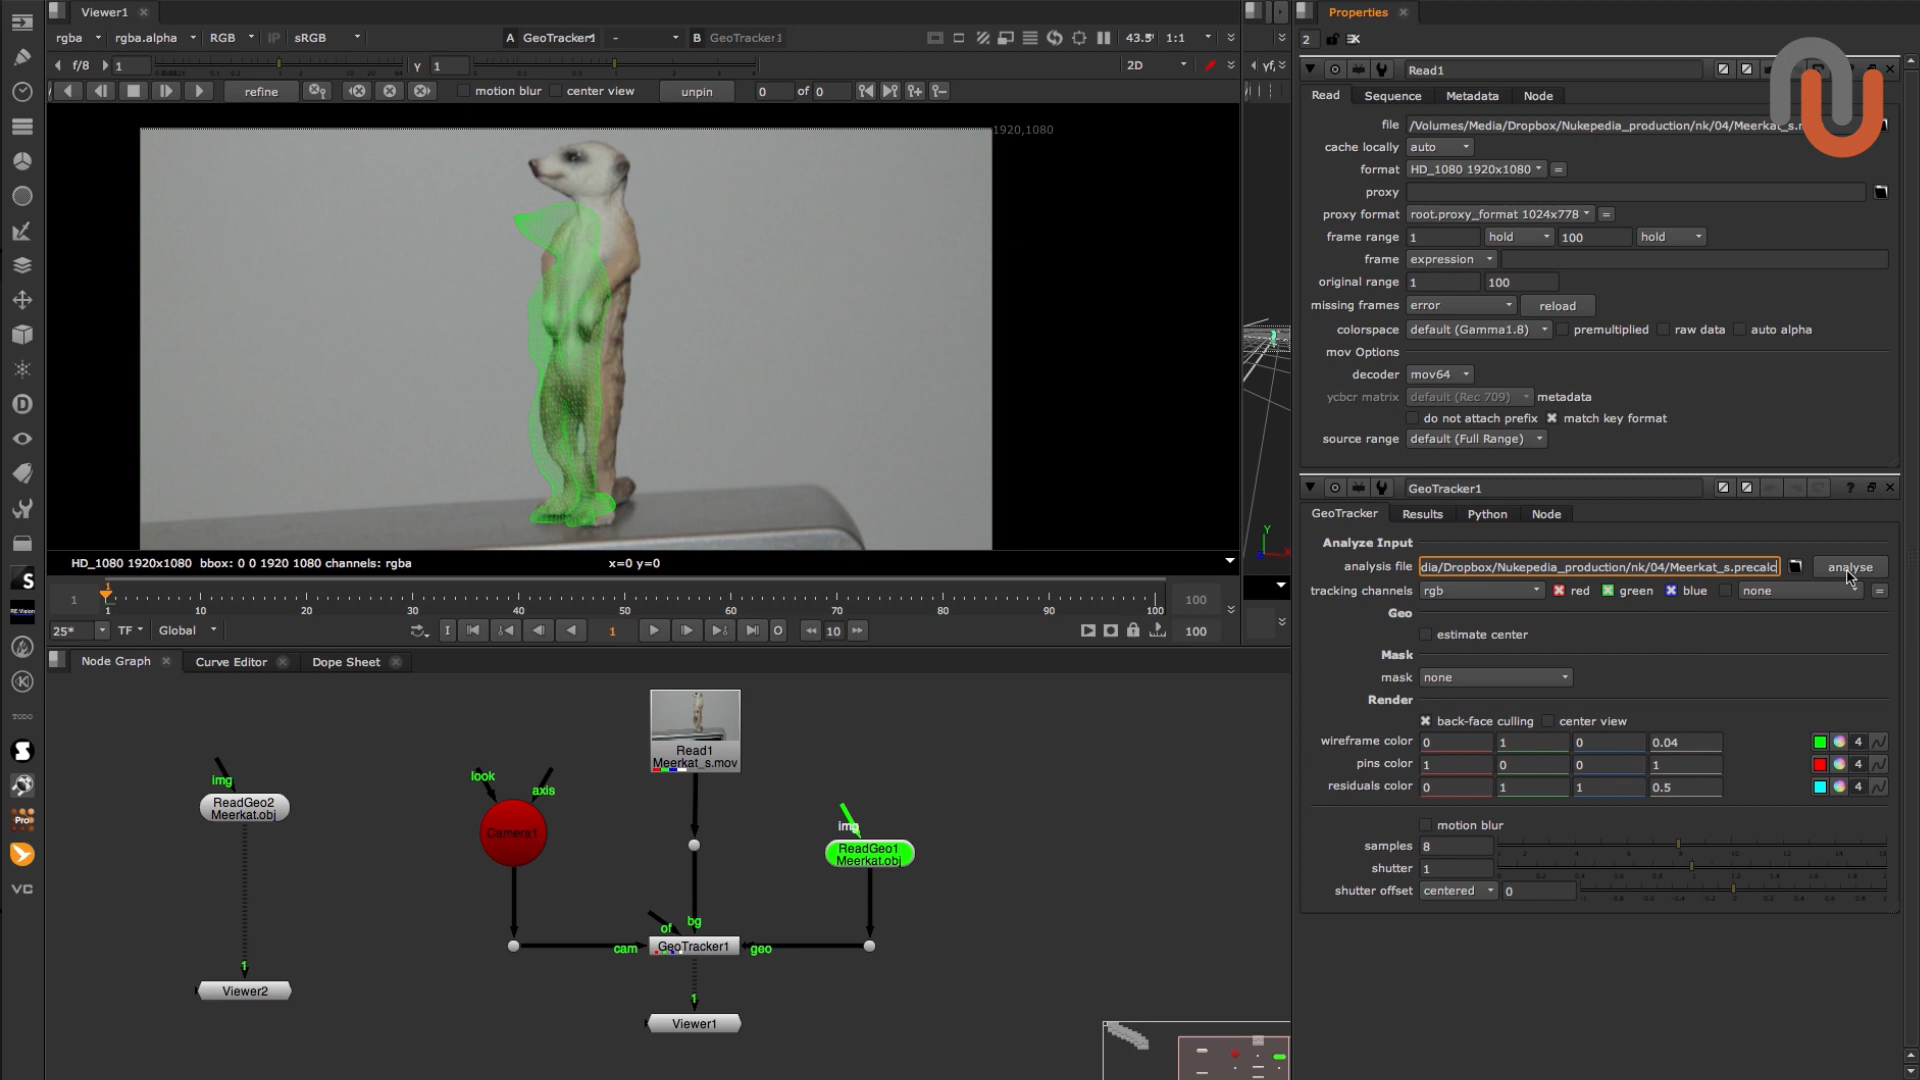 Viewer1
rgba rgba.alpha RGB IP sRGB A GeoTracker1 - B GeoTracker1 43.5 1:1
f/8 1 γ 1 2D
refine motion blur center view unpin 0 of 0
1920,1080
HD_1080 1920x1080 bbox: 0 0 1920 1080 channels: rgba x=0 y=0
1 1 10 20 30 40 50 60 70 80 90 100 100
25* TF Global 1 10 100
Node Graph Curve Editor Dope Sheet
img
ReadGeo2
Meerkat.obj
1
Viewer2
look
axis
Camera1
Read1
Meerkat_s.mov
img
ReadGeo1
Meerkat.obj
of
bg
cam GeoTracker1 geo
1
Viewer1
TODO
Pro
VC
RE:Vision
Y
Properties
2
Read1
Read Sequence Metadata Node
file /Volumes/Media/Dropbox/Nukepedia_production/nk/04/Meerkat_s.m
cache locally auto
format HD_1080 1920x1080 =
proxy
proxy format root.proxy_format 1024x778 =
frame range 1 hold 100 hold
frame expression
original range 1 100
missing frames error reload
colorspace default (Gamma1.8) premultiplied raw data auto alpha
mov Options
decoder mov64
ycbcr matrix default (Rec 709) metadata
do not attach prefix match key format
source range default (Full Range)
GeoTracker1
GeoTracker Results Python Node
Analyze Input
analysis file dia/Dropbox/Nukepedia_production/nk/04/Meerkat_s.precalc analyse
tracking channels rgb red green blue none =
Geo
estimate center
Mask
mask none
Render
back-face culling center view
wireframe color 0 1 0 0.04 4
pins color 1 0 0 1 4
residuals color 0 1 1 0.5 4
motion blur
samples 8
shutter 1
shutter offset centered 0